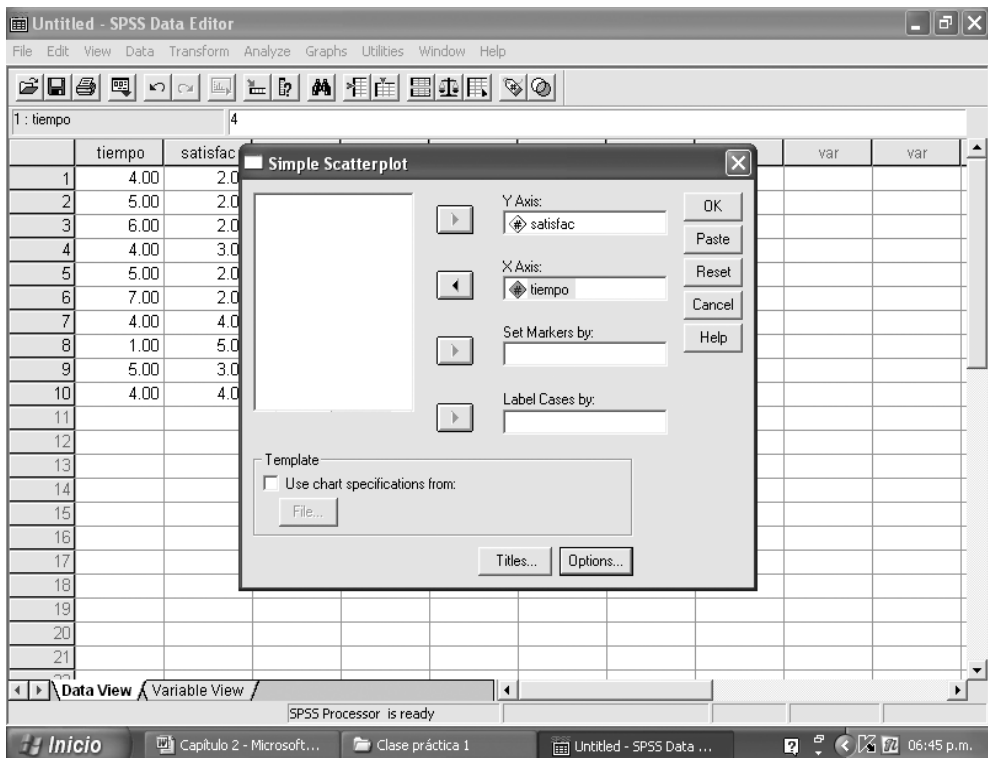 Untitled - SPSS Data Editor
File Edit View Data Transform Analyze Graphs Utilities Window Help
1 : tiempo 4
tiempo satisfac var var
1 4.00 2.0
2 5.00 2.0
3 6.00 2.0
4 4.00 3.0
5 5.00 2.0
6 7.00 2.0
7 4.00 4.0
8 1.00 5.0
9 5.00 3.0
10 4.00 4.0
11
12
13
14
15
16
17
18
19
20
21
Simple Scatterplot
Y Axis:
satisfac
X Axis:
tiempo
Set Markers by:
Label Cases by:
OK
Paste
Reset
Cancel
Help
Template
Use chart specifications from:
File...
Titles... Options...
Data View Variable View
SPSS Processor is ready
Inicio Capítulo 2 - Microsoft... Clase práctica 1 Untitled - SPSS Data ... 06:45 p.m.